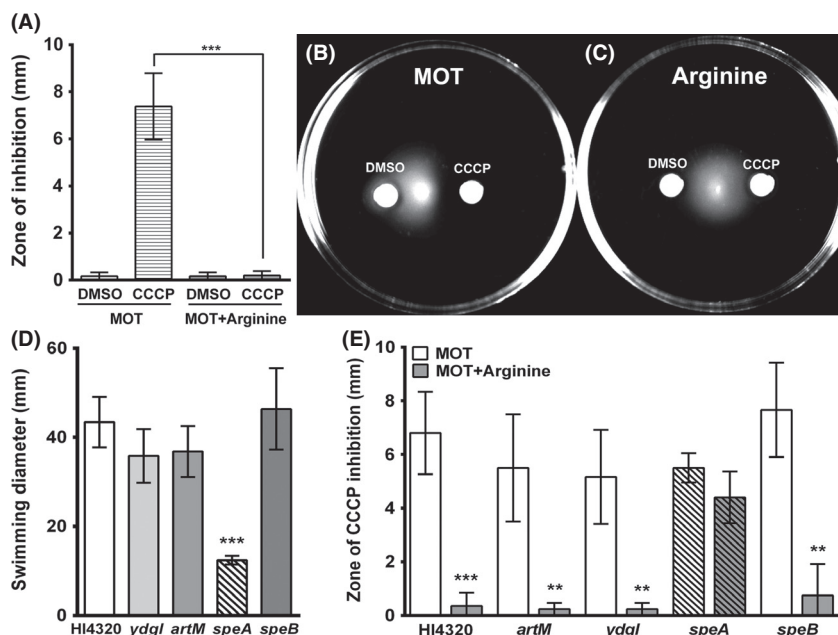 (A)
Zone of inhibition (mm)
10
8
6
4
2
0
***
DMSO CCCP DMSO CCCP
MOT MOT+Arginine
(B)
MOT
DMSO
CCCP
(C)
Arginine
DMSO
CCCP
(D)
Swimming diameter (mm)
60
40
20
0
***
HI4320 ydgI artM speA speB
(E)
Zone of CCCP inhibition (mm)
10
8
6
4
2
0
MOT
MOT+Arginine
*** ** ** **
HI4320 artM ydgI speA speB